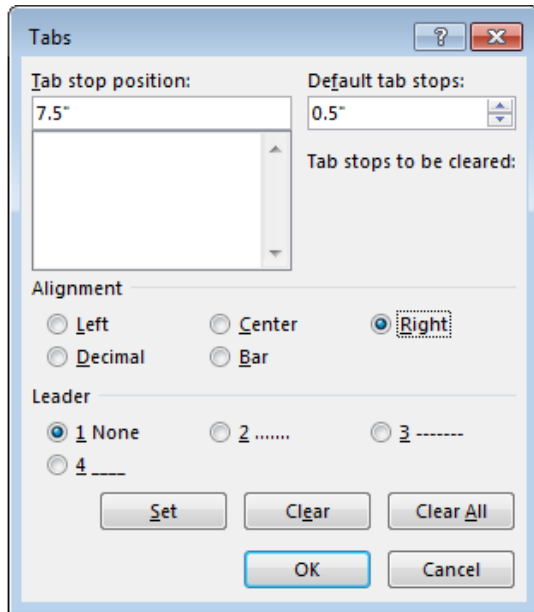 Tabs ?
Tab stop position: Default tab stops:
7.5" 0.5"
Tab stops to be cleared:
Alignment
Left Center Right
Decimal Bar
Leader
1 None 2 ....... 3 -------
4 ____
Set Clear Clear All
OK Cancel